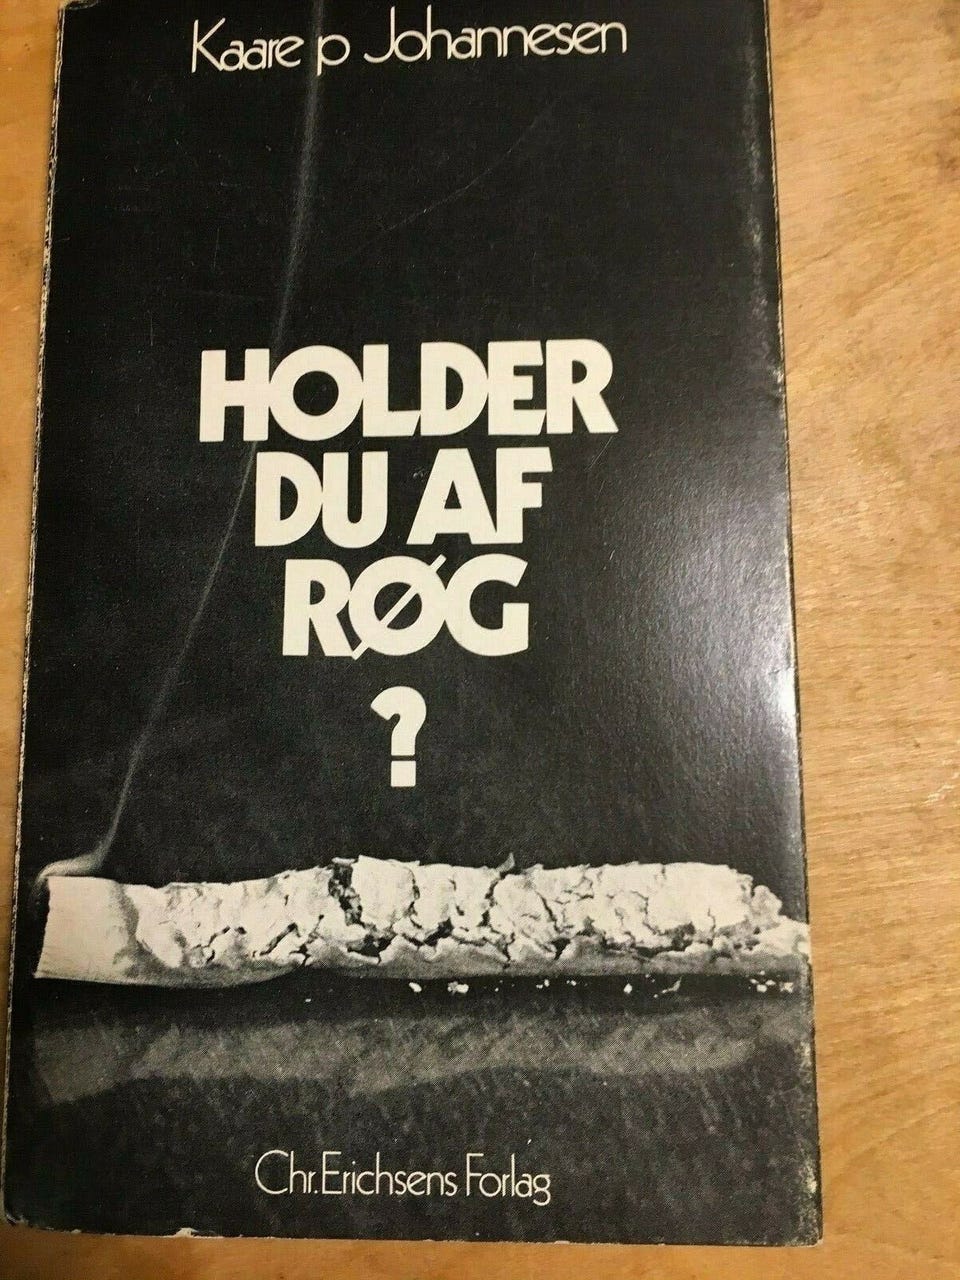 Kaare p Johannesen
HOLDER
DU AF
RØG
?
Chr. Erichsens Forlag